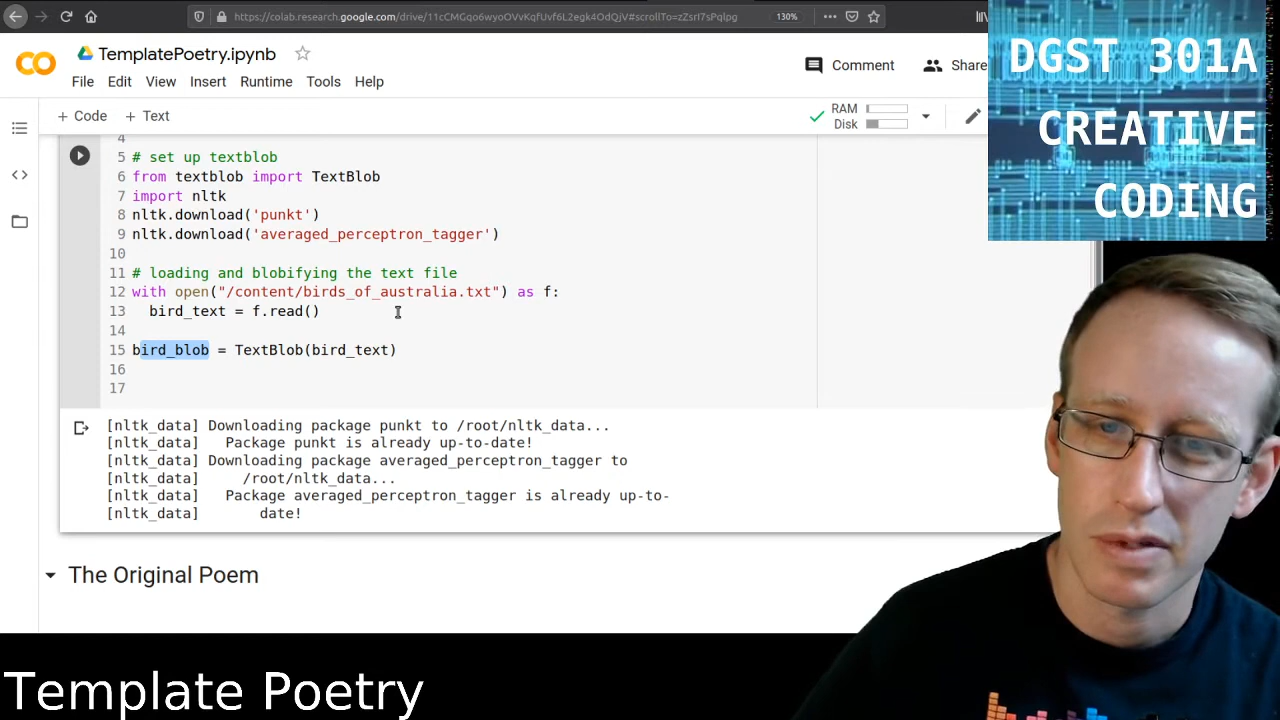 https://colab.research.google.com/drive/11cCMGqo6wyoOVvKqfUvf6L2egk4OdQjV#scrollTo=zZsrI7sPqlpg
130%
TemplatePoetry.ipynb
File Edit View Insert Runtime Tools Help
Comment
Share
+ Code + Text
RAM
Disk
4
5 # set up textblob
6 from textblob import TextBlob
7 import nltk
8 nltk.download('punkt')
9 nltk.download('averaged_perceptron_tagger')
10
11 # loading and blobifying the text file
12 with open("/content/birds_of_australia.txt") as f:
13   bird_text = f.read()
14
15 bird_blob = TextBlob(bird_text)
16
17
[nltk_data] Downloading package punkt to /root/nltk_data...
[nltk_data]   Package punkt is already up-to-date!
[nltk_data] Downloading package averaged_perceptron_tagger to
[nltk_data]     /root/nltk_data...
[nltk_data]   Package averaged_perceptron_tagger is already up-to-
[nltk_data]       date!
The Original Poem
DGST 301A
CREATIVE
CODING
Template Poetry